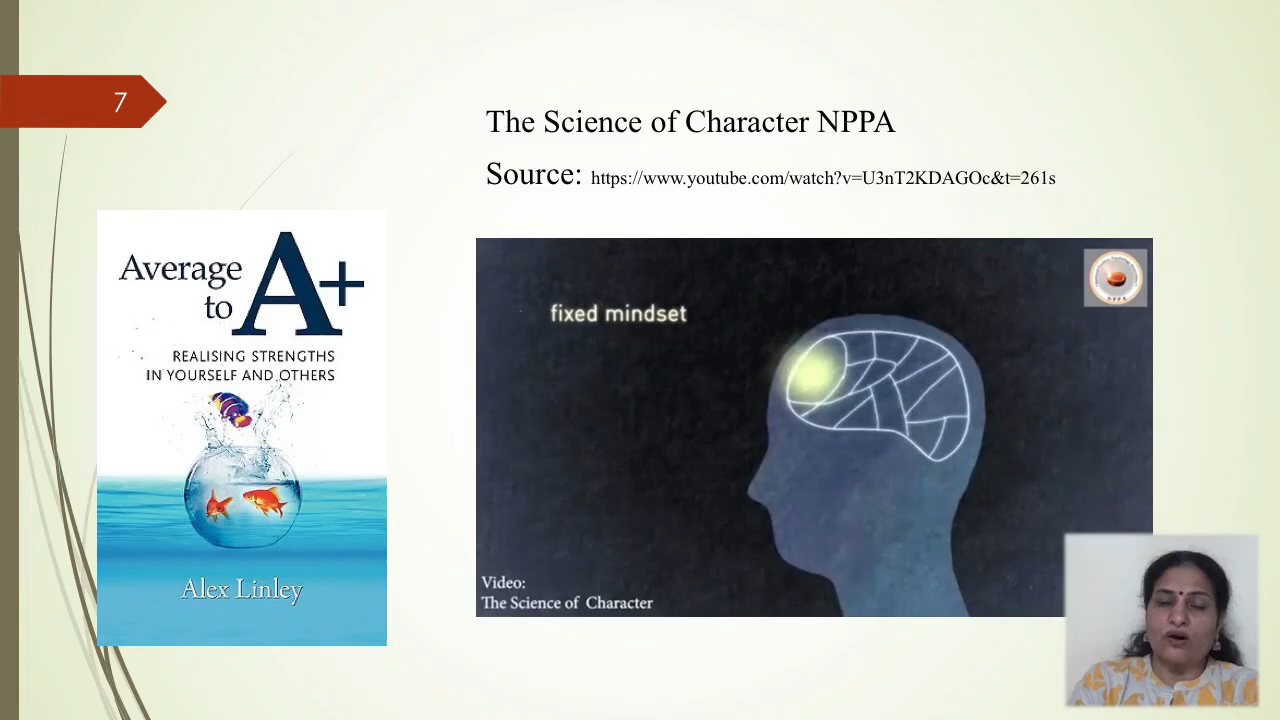 7
The Science of Character NPPA
Source: https://www.youtube.com/watch?v=U3nT2KDAGOc&t=261s
Average
to
A+
REALISING STRENGTHS
IN YOURSELF AND OTHERS
Alex Linley
fixed mindset
NPPA
Video:
The Science of Character